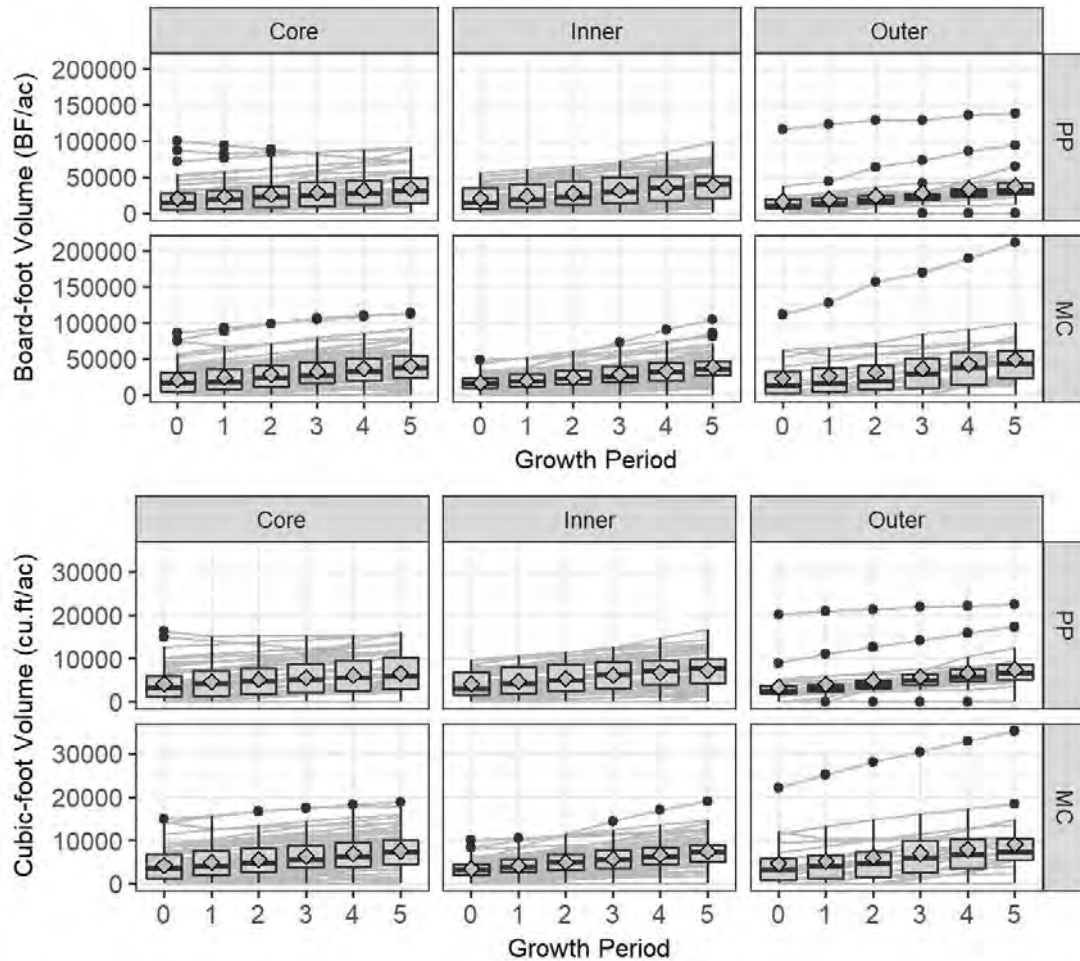 Core Inner Outer
Board-foot Volume (BF/ac)
200000
150000
100000
50000
0
PP
200000
150000
100000
50000
0
MC
0 1 2 3 4 5 0 1 2 3 4 5 0 1 2 3 4 5
Growth Period
Core Inner Outer
Cubic-foot Volume (cu.ft/ac)
30000
20000
10000
0
PP
30000
20000
10000
0
MC
0 1 2 3 4 5 0 1 2 3 4 5 0 1 2 3 4 5
Growth Period